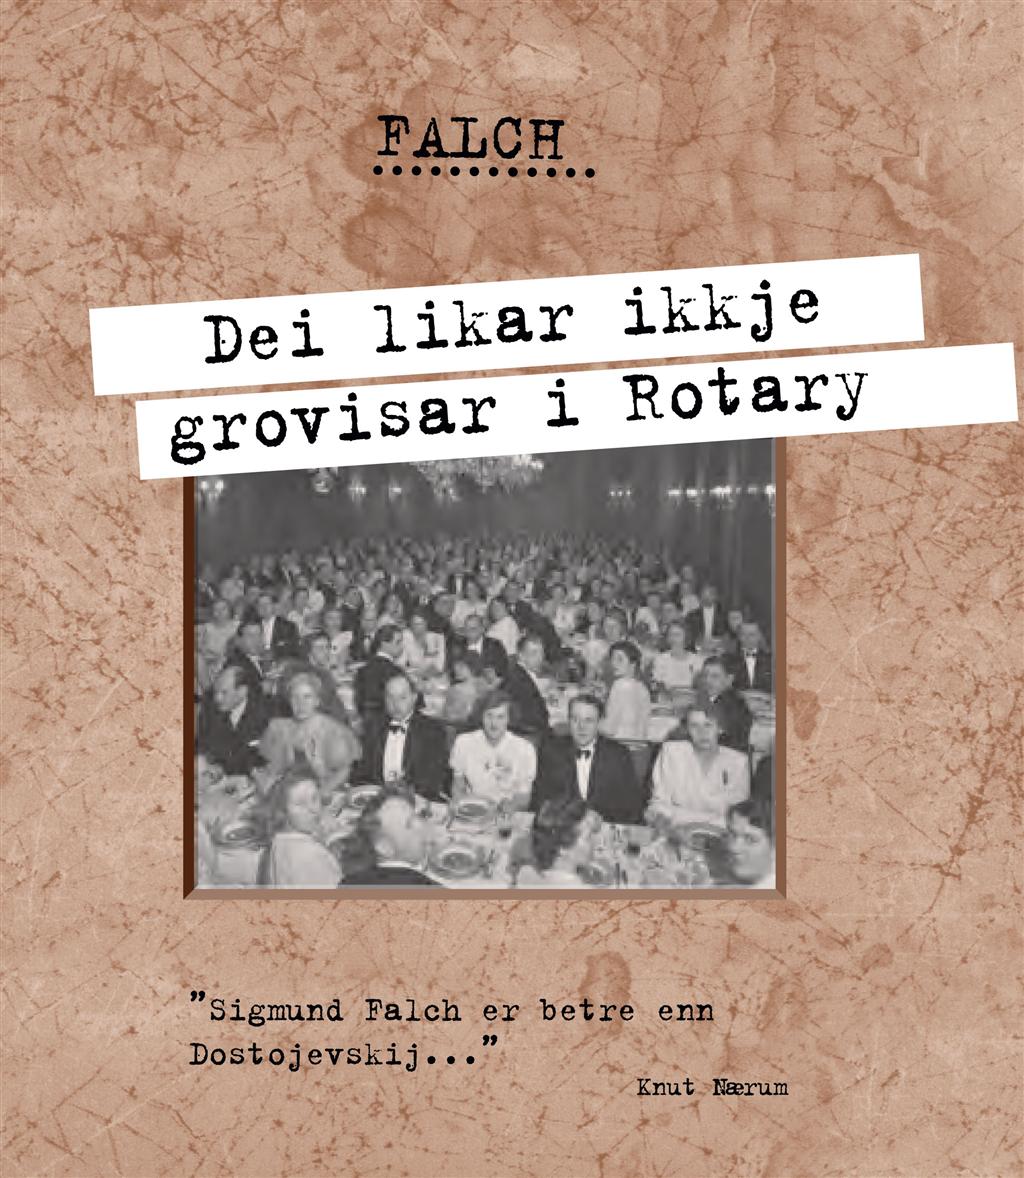 FALCH
Dei likar ikkje
grovisar i Rotary
"Sigmund Falch er betre enn
Dostojevskij..."
Knut Nærum